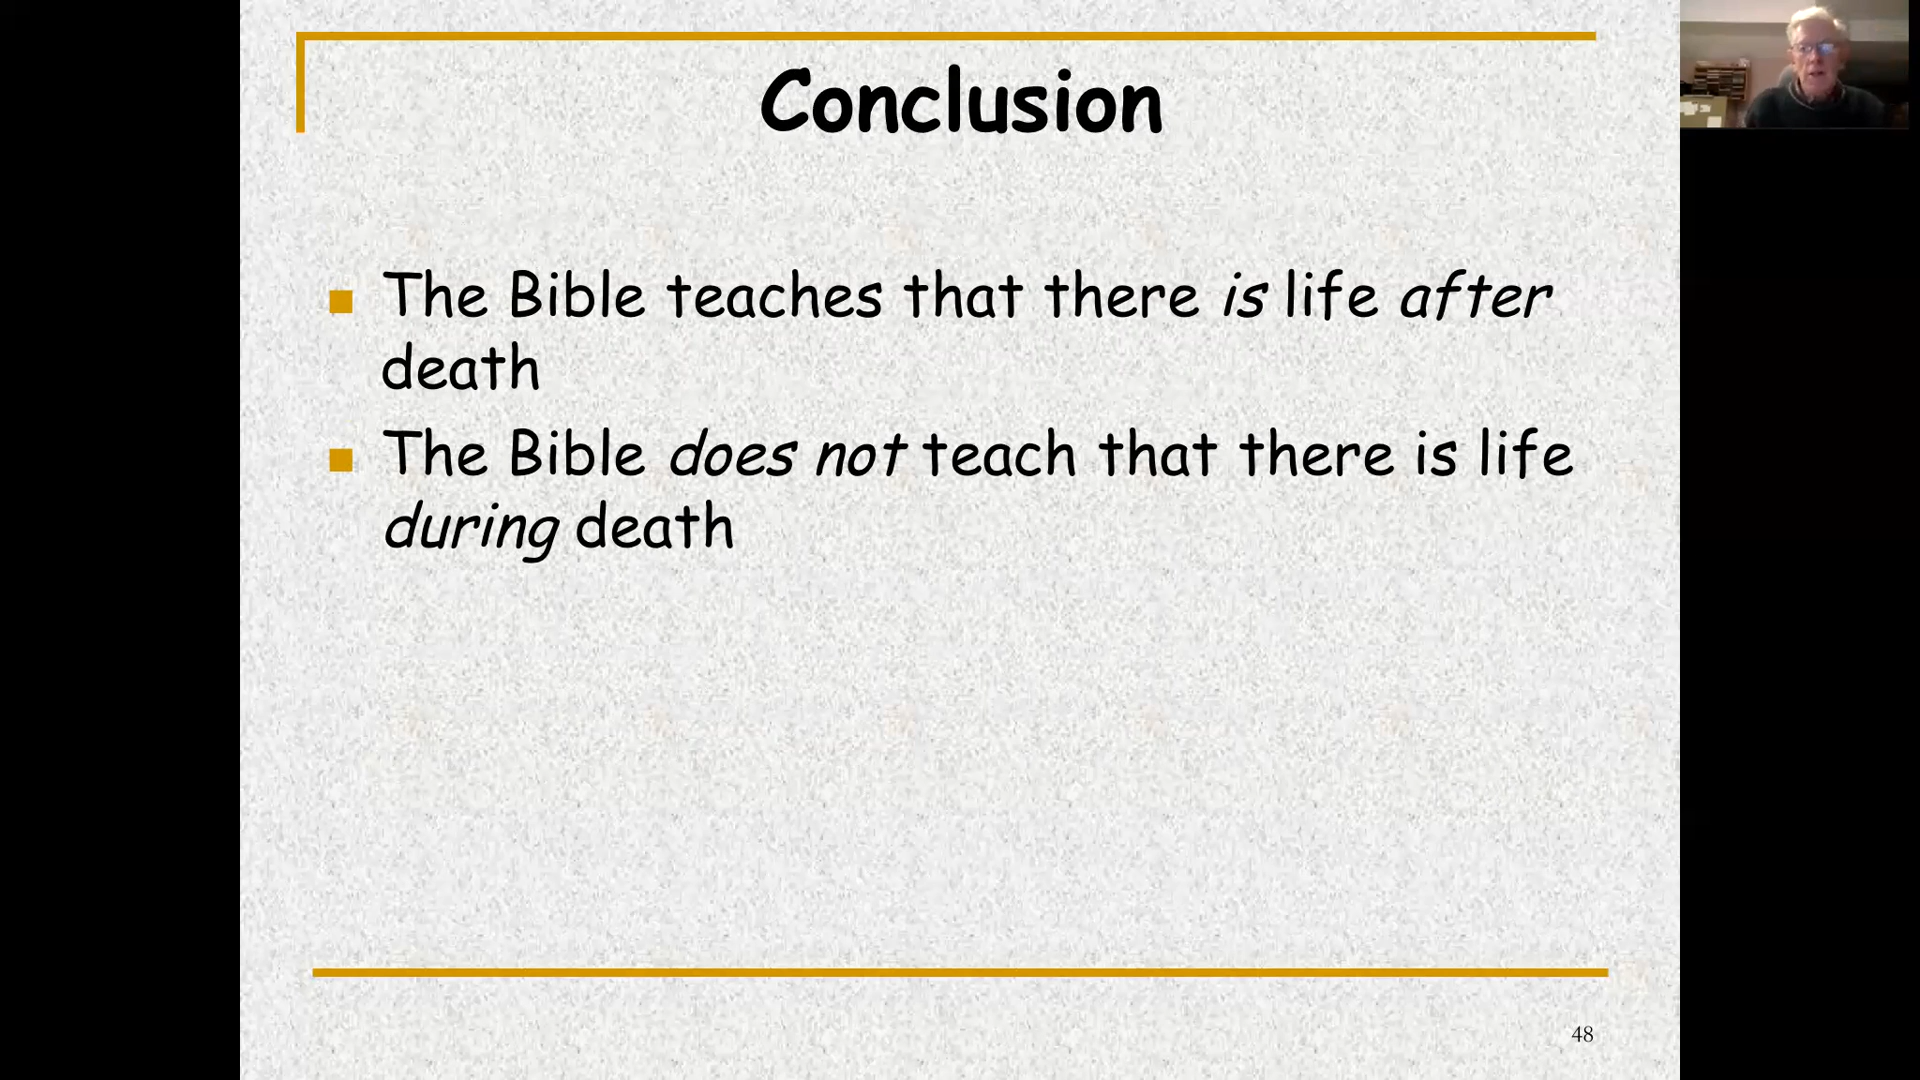 Conclusion
The Bible teaches that there is life after
death
The Bible does not teach that there is life
during death
48